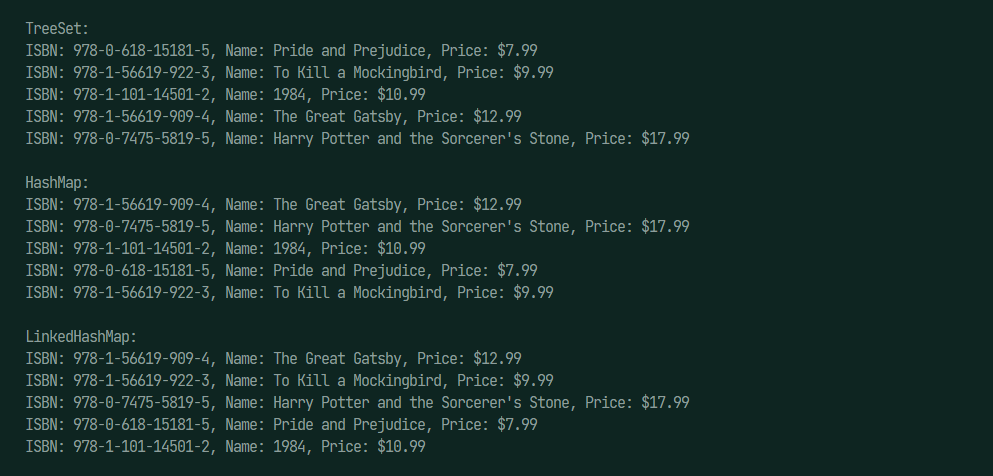 TreeSet:
ISBN: 978-0-618-15181-5, Name: Pride and Prejudice, Price: $7.99
ISBN: 978-1-56619-922-3, Name: To Kill a Mockingbird, Price: $9.99
ISBN: 978-1-101-14501-2, Name: 1984, Price: $10.99
ISBN: 978-1-56619-909-4, Name: The Great Gatsby, Price: $12.99
ISBN: 978-0-7475-5819-5, Name: Harry Potter and the Sorcerer's Stone, Price: $17.99
HashMap:
ISBN: 978-1-56619-909-4, Name: The Great Gatsby, Price: $12.99
ISBN: 978-0-7475-5819-5, Name: Harry Potter and the Sorcerer's Stone, Price: $17.99
ISBN: 978-1-101-14501-2, Name: 1984, Price: $10.99
ISBN: 978-0-618-15181-5, Name: Pride and Prejudice, Price: $7.99
ISBN: 978-1-56619-922-3, Name: To Kill a Mockingbird, Price: $9.99
LinkedHashMap:
ISBN: 978-1-56619-909-4, Name: The Great Gatsby, Price: $12.99
ISBN: 978-1-56619-922-3, Name: To Kill a Mockingbird, Price: $9.99
ISBN: 978-0-7475-5819-5, Name: Harry Potter and the Sorcerer's Stone, Price: $17.99
ISBN: 978-0-618-15181-5, Name: Pride and Prejudice, Price: $7.99
ISBN: 978-1-101-14501-2, Name: 1984, Price: $10.99